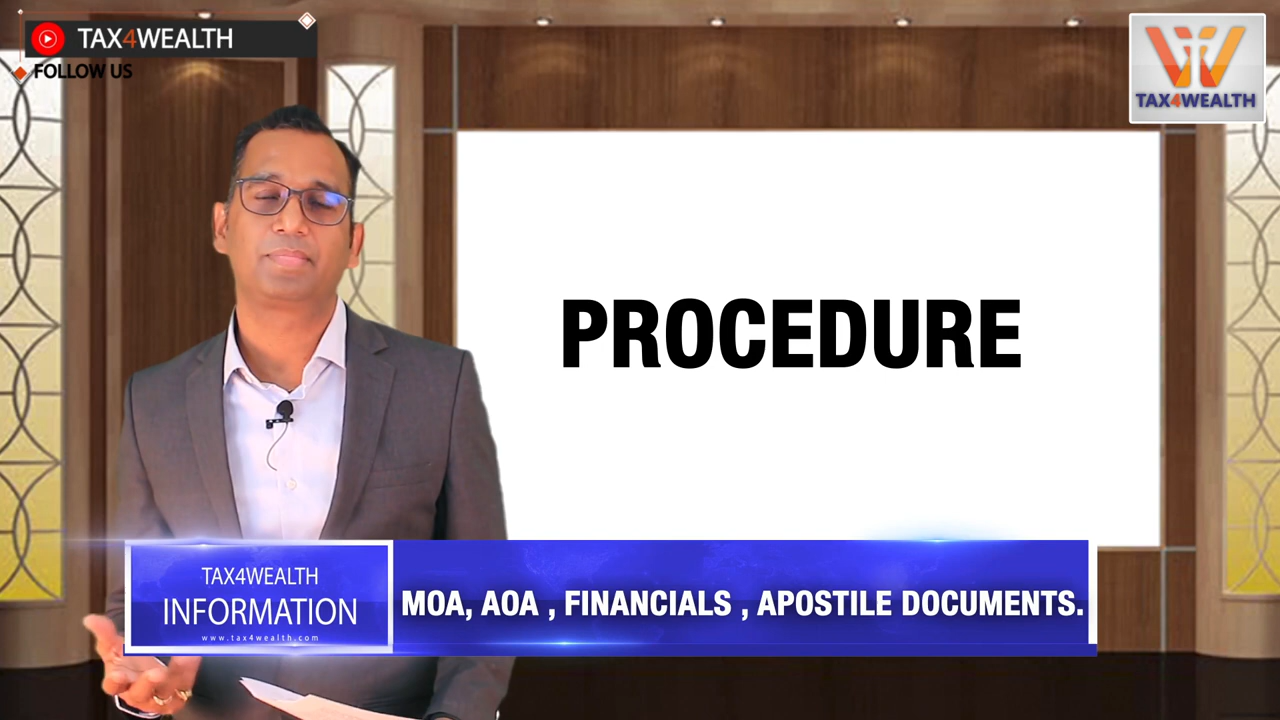 TAX4WEALTH
FOLLOW US
TAX4WEALTH
PROCEDURE
TAX4WEALTH
INFORMATION
www.tax4wealth.com
MOA, AOA , FINANCIALS , APOSTILE DOCUMENTS.